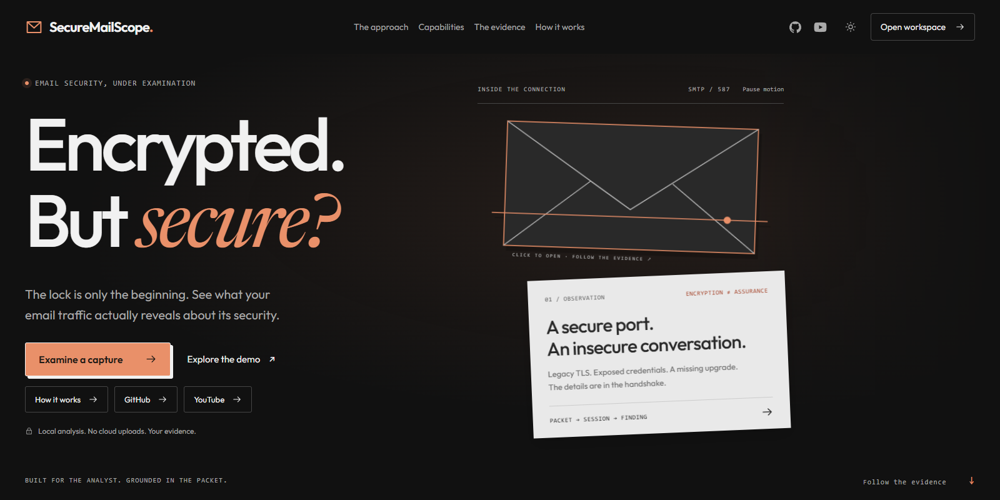 SecureMailScope.
The approach Capabilities The evidence How it works
Open workspace →
EMAIL SECURITY, UNDER EXAMINATION
Encrypted.
But secure?
The lock is only the beginning. See what your
email traffic actually reveals about its security.
Examine a capture →
Explore the demo ↗
How it works →
GitHub →
YouTube →
Local analysis. No cloud uploads. Your evidence.
INSIDE THE CONNECTION
SMTP / 587 Pause motion
CLICK TO OPEN · FOLLOW THE EVIDENCE ↗
01 / OBSERVATION
ENCRYPTION ≠ ASSURANCE
A secure port.
An insecure conversation.
Legacy TLS. Exposed credentials. A missing upgrade.
The details are in the handshake.
PACKET → SESSION → FINDING →
BUILT FOR THE ANALYST. GROUNDED IN THE PACKET.
Follow the evidence ↓